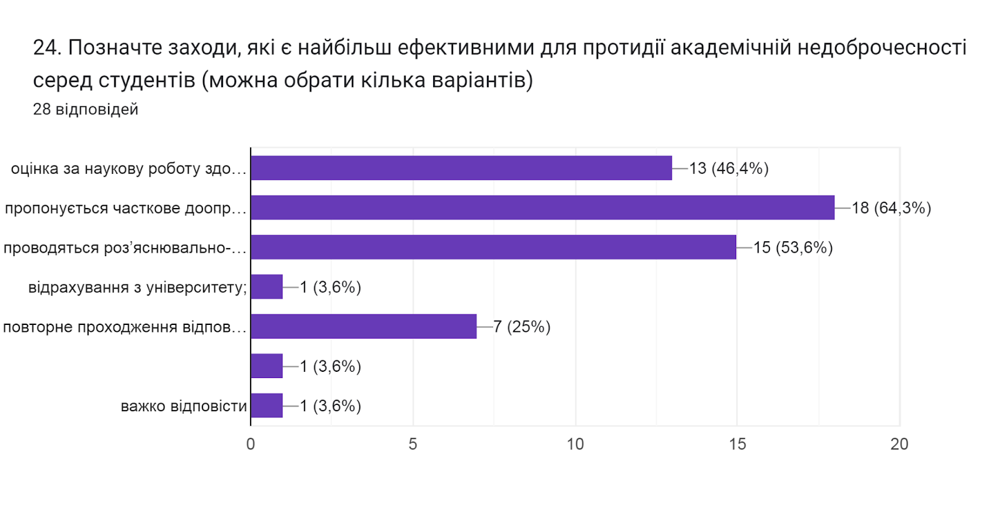 24. Позначте заходи, які є найбільш ефективними для протидії академічній недоброчесності
серед студентів (можна обрати кілька варіантів)
28 відповідей
оцінка за наукову роботу здо…
13 (46,4%)
пропонується часткове доопр…
18 (64,3%)
проводяться роз’яснювально-…
15 (53,6%)
відрахування з університету;
1 (3,6%)
повторне проходження відпов…
7 (25%)
1 (3,6%)
важко відповісти
1 (3,6%)
0 5 10 15 20